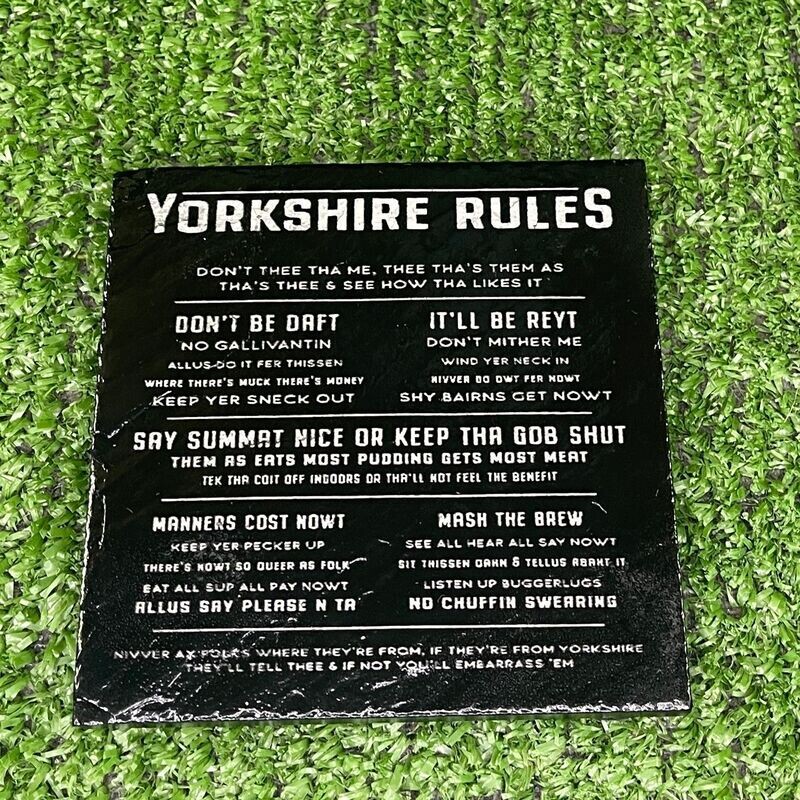 YORKSHIRE RULES
DON'T THEE THA ME, THEE THA'S THEM AS
THA'S THEE & SEE HOW THA LIKES IT
DON'T BE DAFT
NO GALLIVANTIN
ALLUS DO IT FER THISSEN
WHERE THERE'S MUCK THERE'S MONEY
KEEP YER SNECK OUT
IT'LL BE REYT
DON'T MITHER ME
WIND YER NECK IN
NIVVER DO OWT FER NOWT
SHY BAIRNS GET NOWT
SAY SUMMAT NICE OR KEEP THA GOB SHUT
THEM AS EATS MOST PUDDING GETS MOST MEAT
TEK THA COIT OFF INDOORS OR THA'LL NOT FEEL THE BENEFIT
MANNERS COST NOWT
KEEP YER PECKER UP
THERE'S NOWT SO QUEER AS FOLK
EAT ALL SUP ALL PAY NOWT
ALLUS SAY PLEASE N TA
MASH THE BREW
SEE ALL HEAR ALL SAY NOWT
SIT THISSEN DAHN & TELLUS ABAHT IT
LISTEN UP BUGGERLUGS
NO CHUFFIN SWEARING
NIVVER AX FOLKS WHERE THEY'RE FROM, IF THEY'RE FROM YORKSHIRE
THEY'LL TELL THEE & IF NOT YOU'LL EMBARRASS 'EM